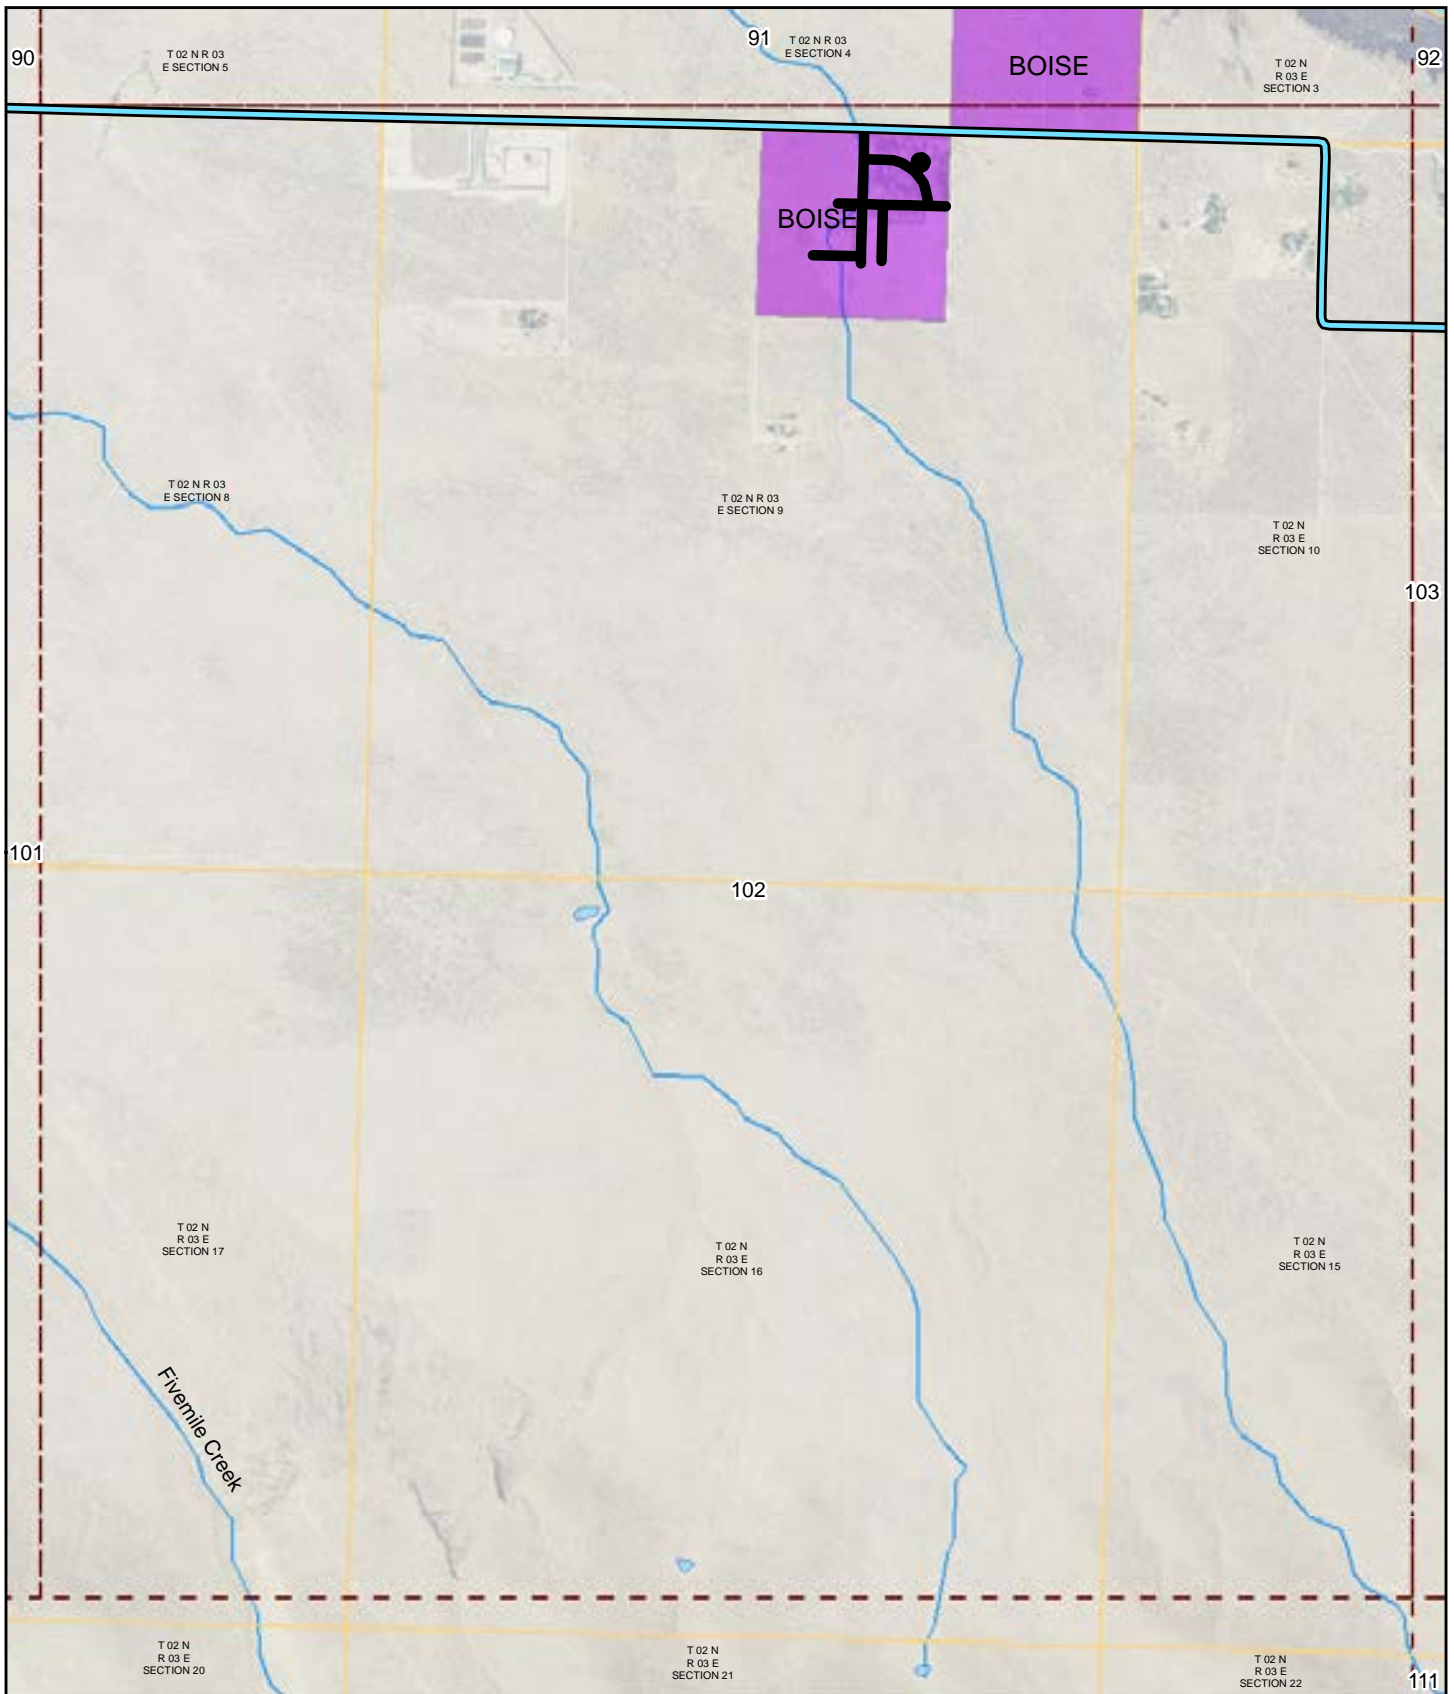 90
T 02 N R 03
E SECTION 5
91
T 02 N R 03
E SECTION 4
BOISE
T 02 N
R 03 E
SECTION 3
92
BOISE
T 02 N R 03
E SECTION 8
T 02 N R 03
E SECTION 9
T 02 N
R 03 E
SECTION 10
103
101
102
T 02 N
R 03 E
SECTION 17
T 02 N
R 03 E
SECTION 16
T 02 N
R 03 E
SECTION 15
Fivemile Creek
T 02 N
R 03 E
SECTION 20
T 02 N
R 03 E
SECTION 21
T 02 N
R 03 E
SECTION 22
111